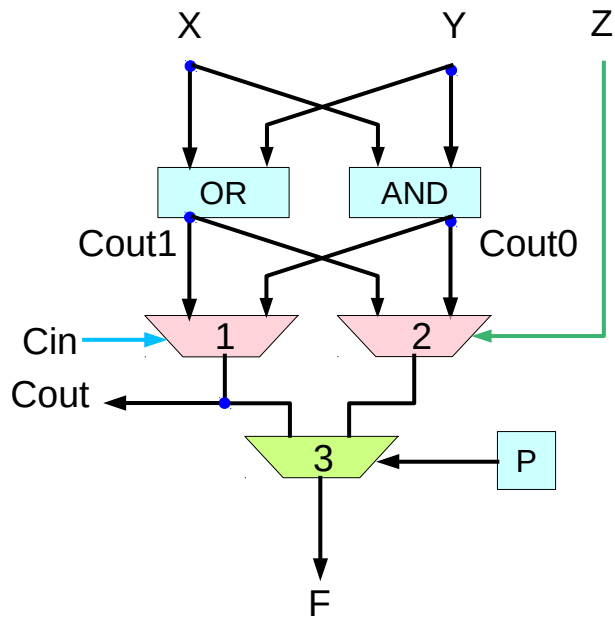 X Y Z
OR AND
Cout1 Cout0
Cin 1 2
Cout
3 P
F